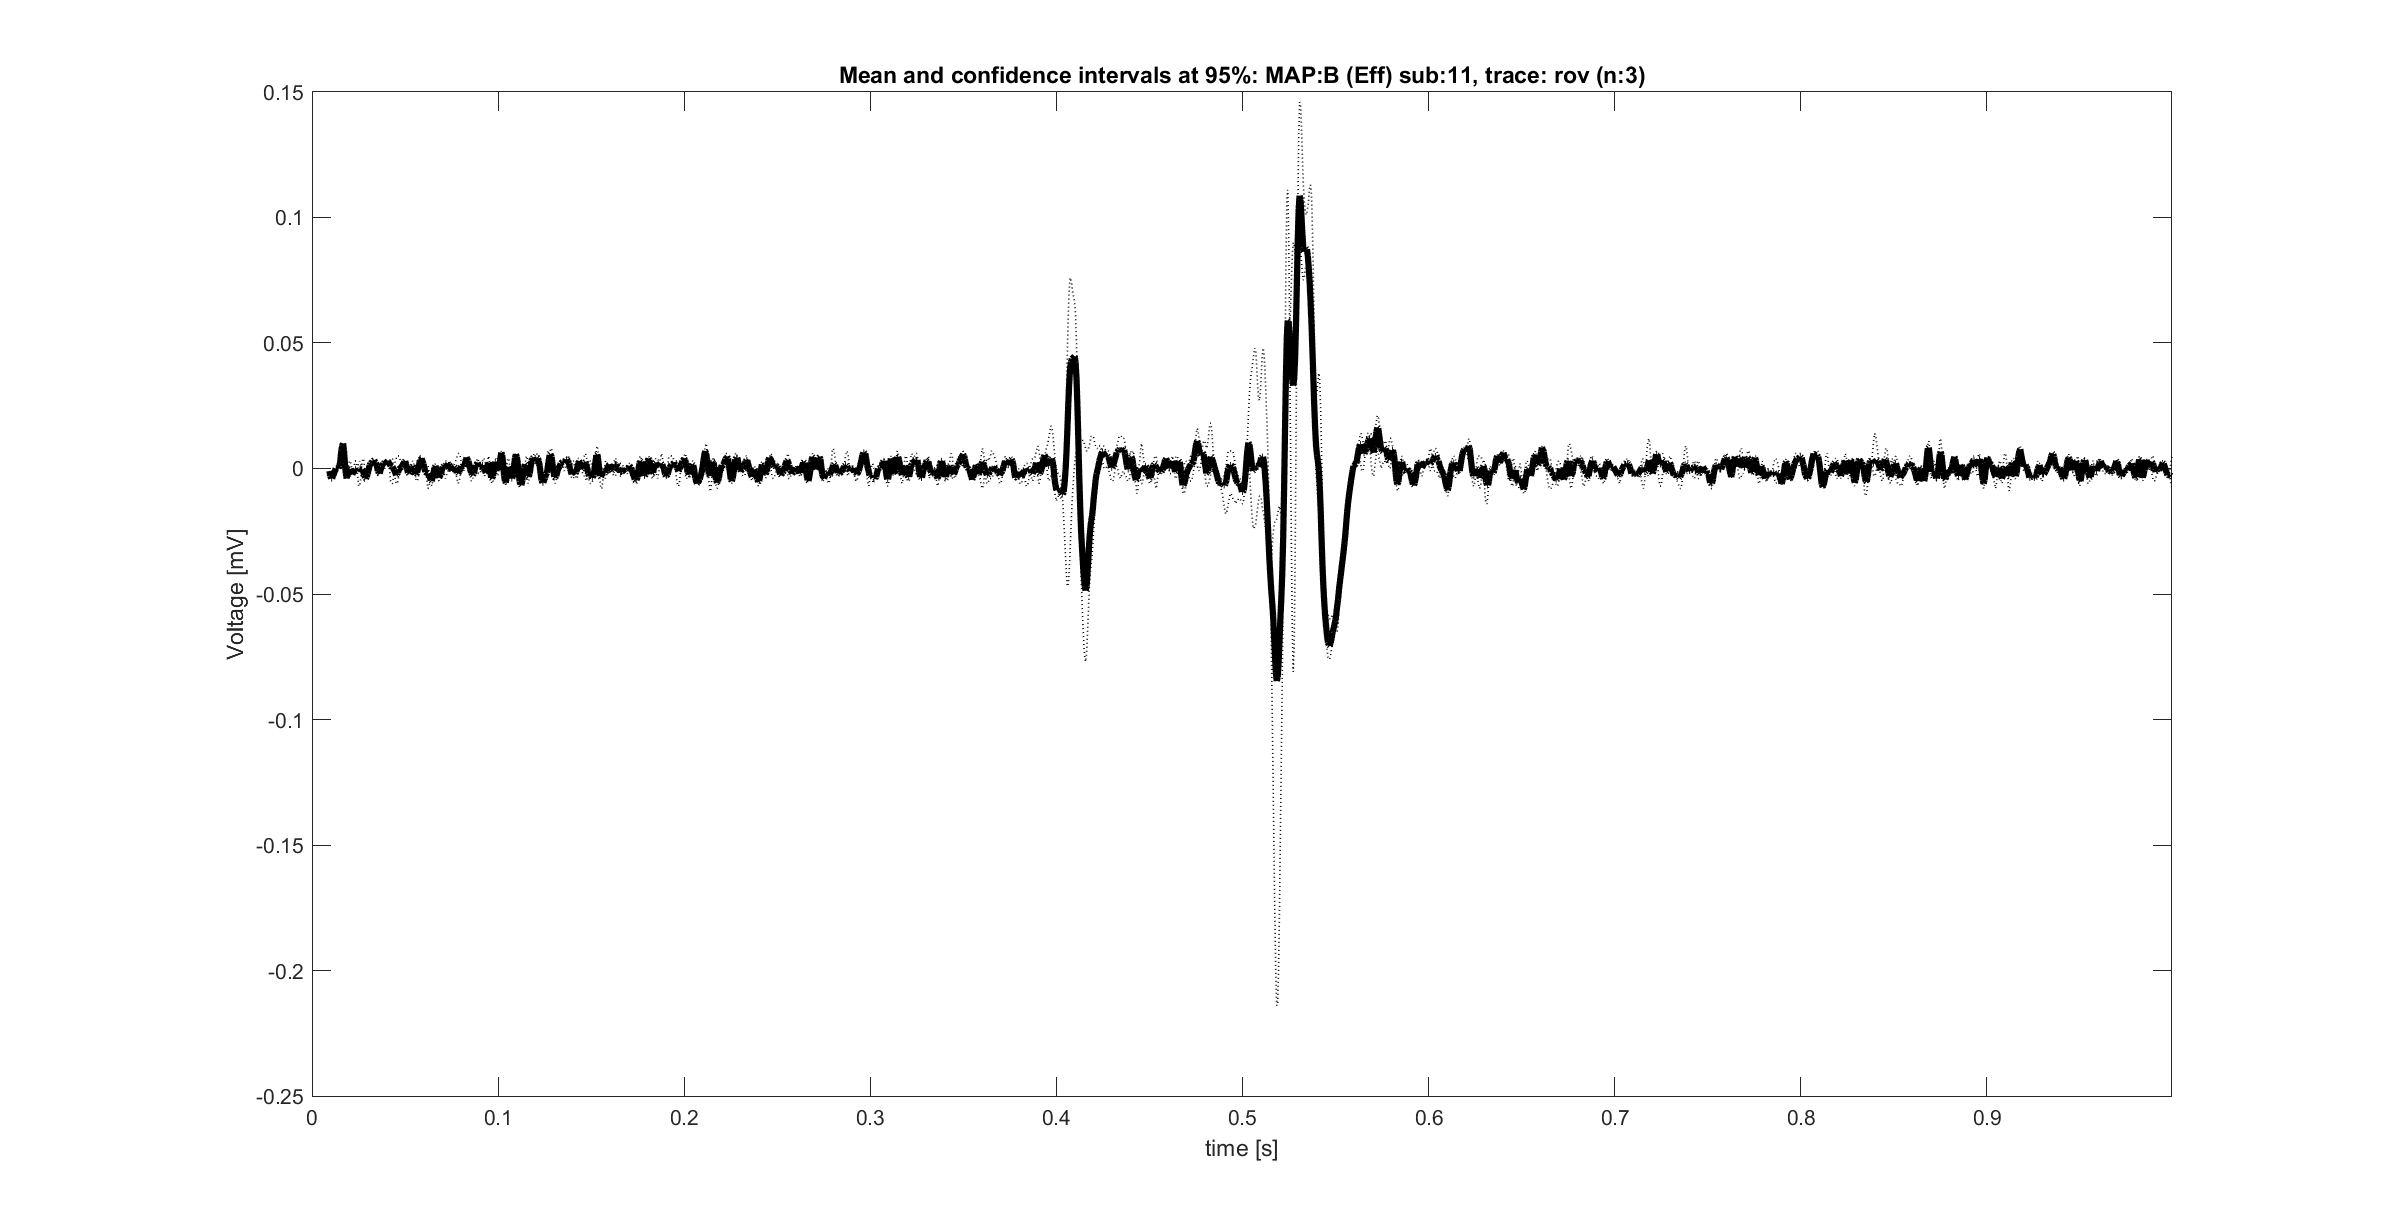 Mean and confidence intervals at 95%: MAP:B (Eff) sub:11, trace: rov (n:3)
0.15
0.1
0.05
0
-0.05
-0.1
-0.15
-0.2
-0.25
Voltage [mV]
0 0.1 0.2 0.3 0.4 0.5 0.6 0.7 0.8 0.9
time [s]